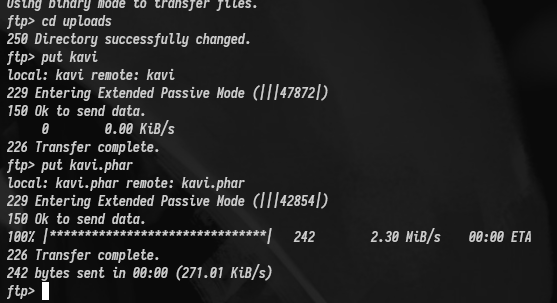 Using binary mode to transfer files.
ftp> cd uploads
250 Directory successfully changed.
ftp> put kavi
local: kavi remote: kavi
229 Entering Extended Passive Mode (|||47872|)
150 Ok to send data.
0 0.00 KiB/s
226 Transfer complete.
ftp> put kavi.phar
local: kavi.phar remote: kavi.phar
229 Entering Extended Passive Mode (|||42854|)
150 Ok to send data.
100% |*******************************| 242 2.30 MiB/s 00:00 ETA
226 Transfer complete.
242 bytes sent in 00:00 (271.01 KiB/s)
ftp>